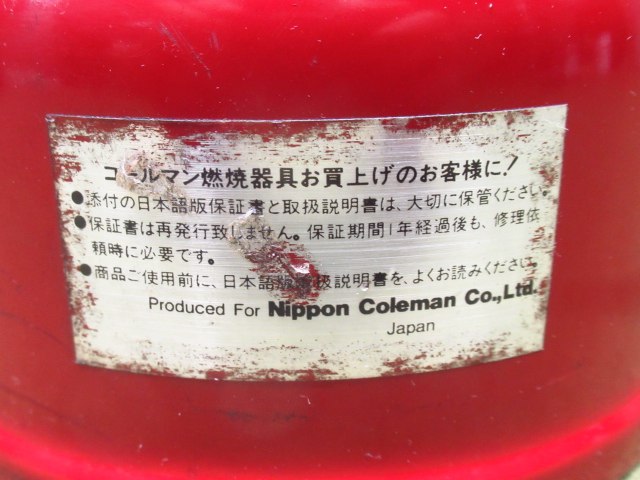 コールマン燃焼器具お買上げのお客様に!
●添付の日本語版保証書と取扱説明書は、大切に保管ください。
●保証書は再発行致しません。保証期間1年経過後も、修理依
頼時に必要です。
●商品ご使用前に、日本語版取扱説明書を、よくお読みください。
Produced For Nippon Coleman Co.,Ltd.
Japan